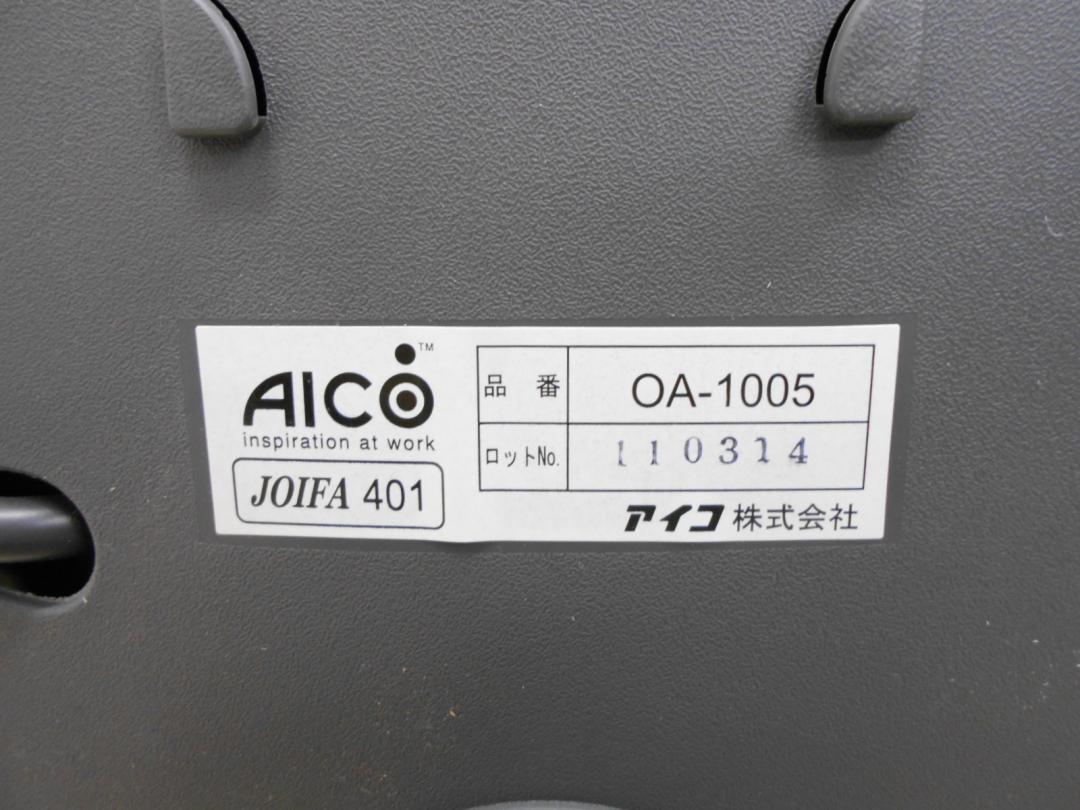 AICO™
inspiration at work
JOIFA 401
品番 OA-1005
ロットNo. 110314
アイコ株式会社